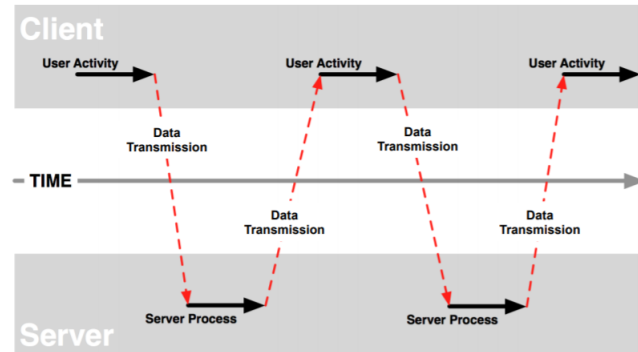 Client
User Activity
User Activity
User Activity
Data
Transmission
Data
Transmission
TIME
Data
Transmission
Data
Transmission
Server Process
Server Process
Server